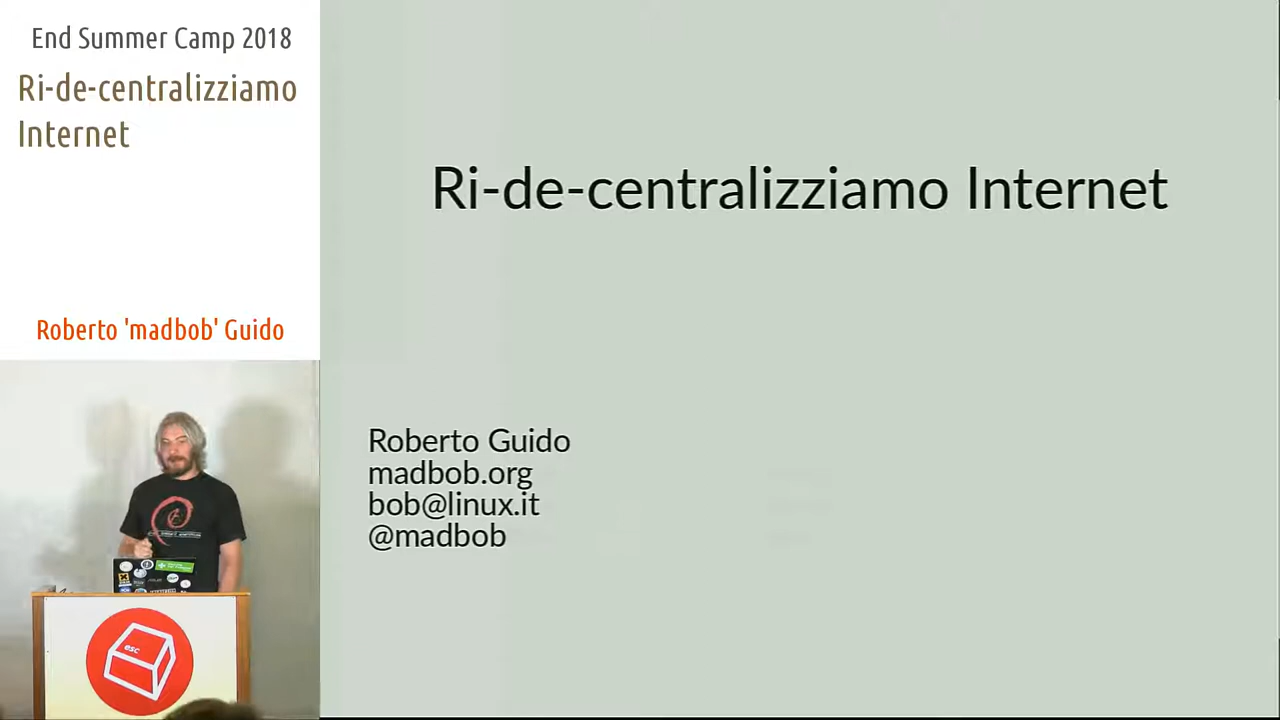 End Summer Camp 2018
Ri-de-centralizziamo
Internet
Roberto 'madbob' Guido
Ri-de-centralizziamo Internet
Roberto Guido
madbob.org
bob@linux.it
@madbob
esc